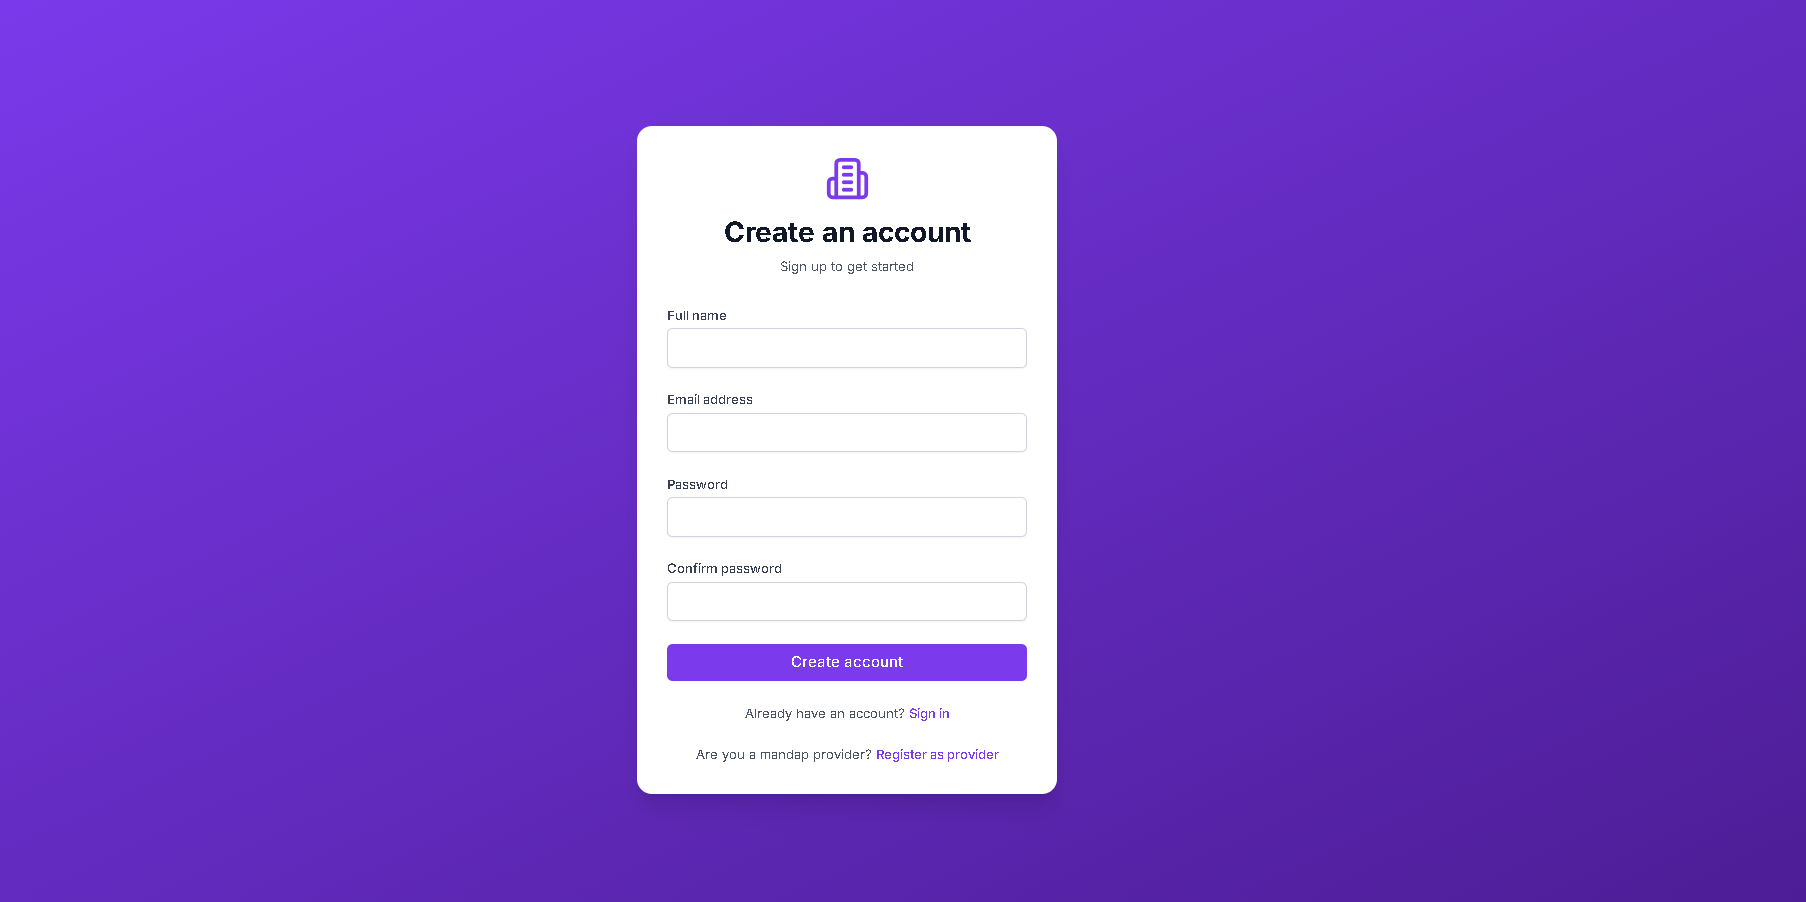 Create an account
Sign up to get started
Full name
Email address
Password
Confirm password
Create account
Already have an account? Sign in
Are you a mandap provider? Register as provider